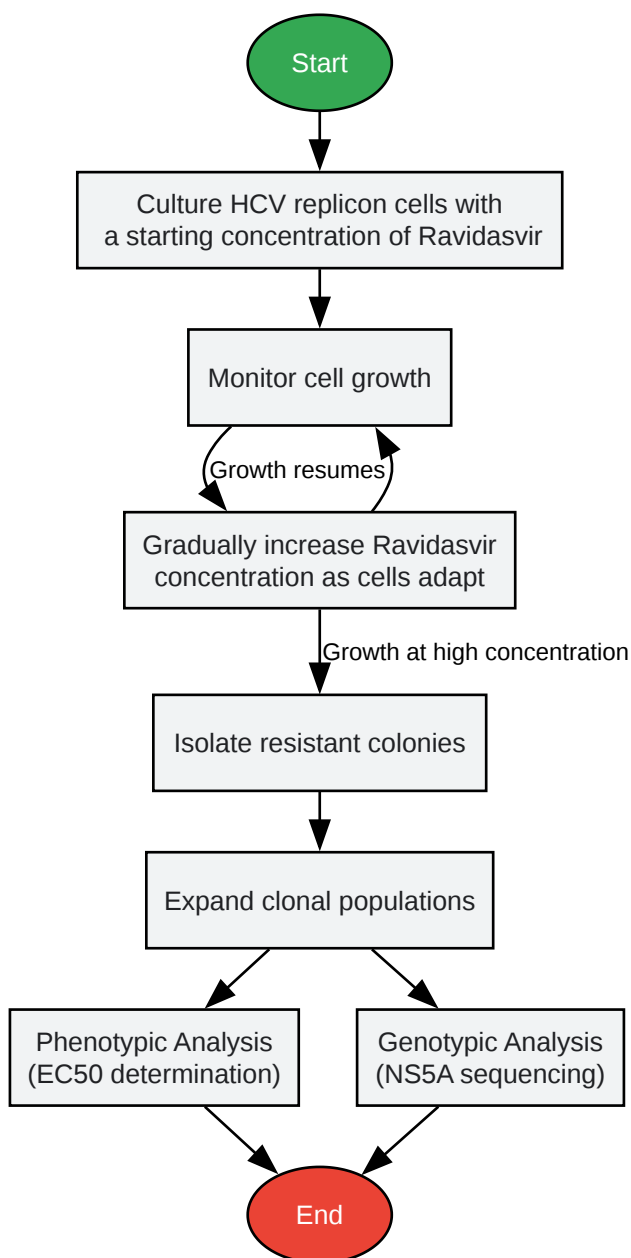 Start
Culture HCV replicon cells with
a starting concentration of Ravidasvir
Monitor cell growth
Growth resumes
Gradually increase Ravidasvir
concentration as cells adapt
Growth at high concentration
Isolate resistant colonies
Expand clonal populations
Phenotypic Analysis
(EC50 determination)
Genotypic Analysis
(NS5A sequencing)
End